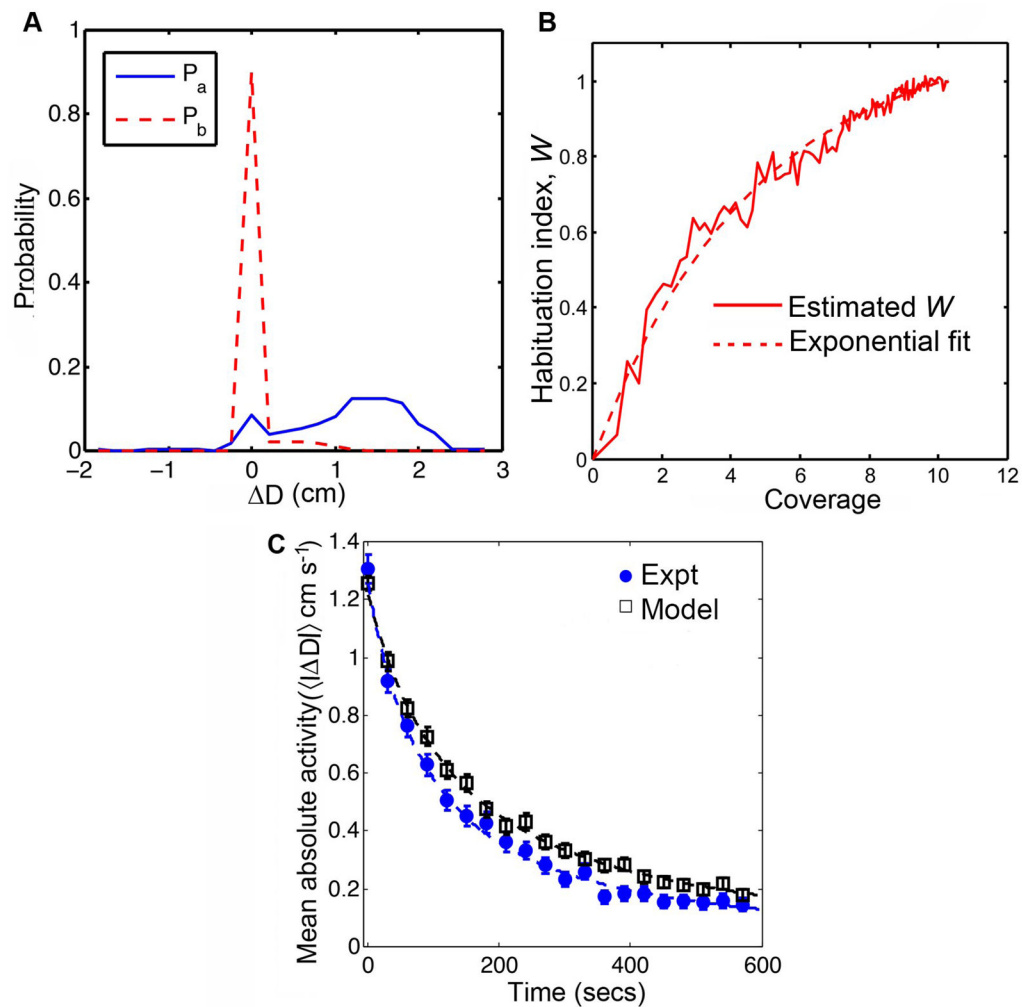 A
B
1
0.8
0.6
0.4
0.2
0
Probability
P_a
P_b
−2
−1
0
1
2
3
ΔD (cm)
1
0.8
0.6
0.4
0.2
0
Habituation index, W
Estimated W
Exponential fit
0
2
4
6
8
10
12
Coverage
C
1.4
1.2
1
0.8
0.6
0.4
0.2
0
Mean absolute activity(⟨|ΔD|⟩ cm s⁻¹)
Expt
Model
0
200
400
600
Time (secs)